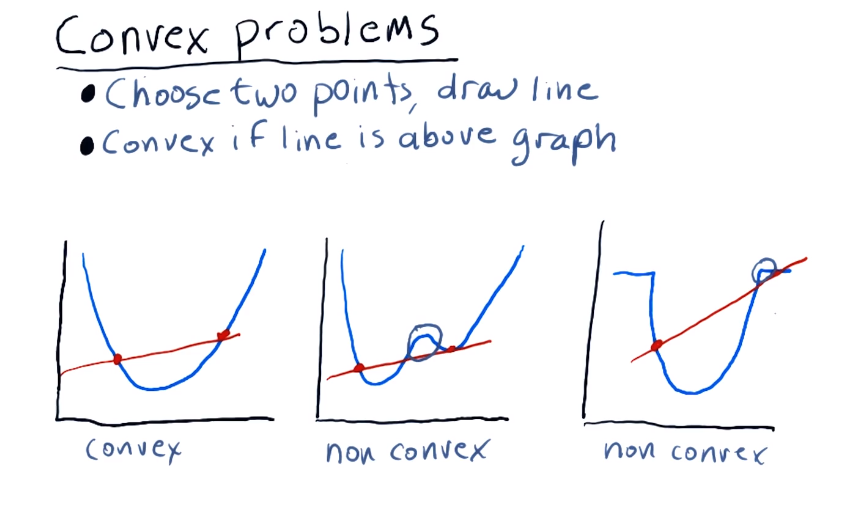 Convex problems
• Choose two points, draw line
• Convex if line is above graph
convex
non convex
non convex